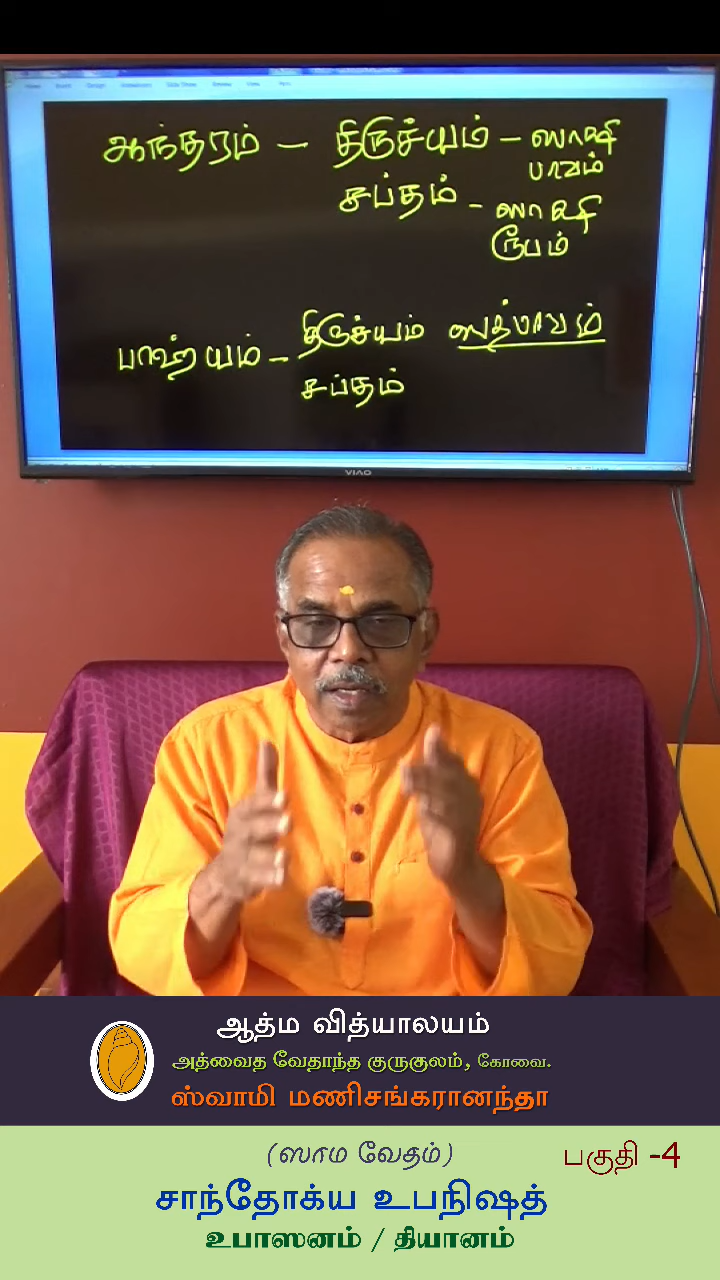 ஆந்தரம் – திருச்யம் – ஸாக்ஷி
பாவம்
சப்தம் – ஸாக்ஷி
ரூபம்
பாஹ்யம் – திருச்யம் ஸத்பாவம்
சப்தம்
VIAO
ஆத்ம வித்யாலயம்
அத்வைத வேதாந்த குருகுலம், கோவை.
ஸ்வாமி மணிசங்கரானந்தா
(ஸாம வேதம்) பகுதி -4
சாந்தோக்ய உபநிஷத்
உபாஸனம் / தியானம்